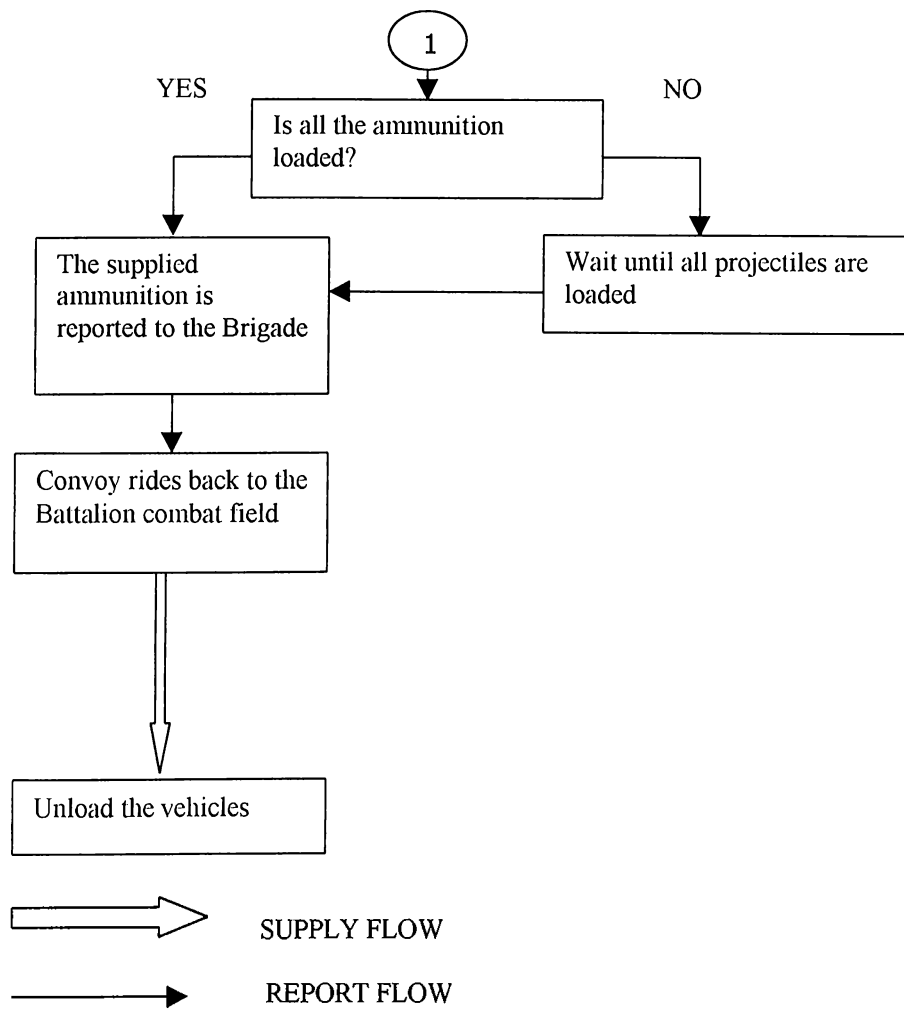 1
YES
NO
Is all the ammunition
loaded?
The supplied
ammunition is
reported to the Brigade
Wait until all projectiles are
loaded
Convoy rides back to the
Battalion combat field
Unload the vehicles
SUPPLY FLOW
REPORT FLOW